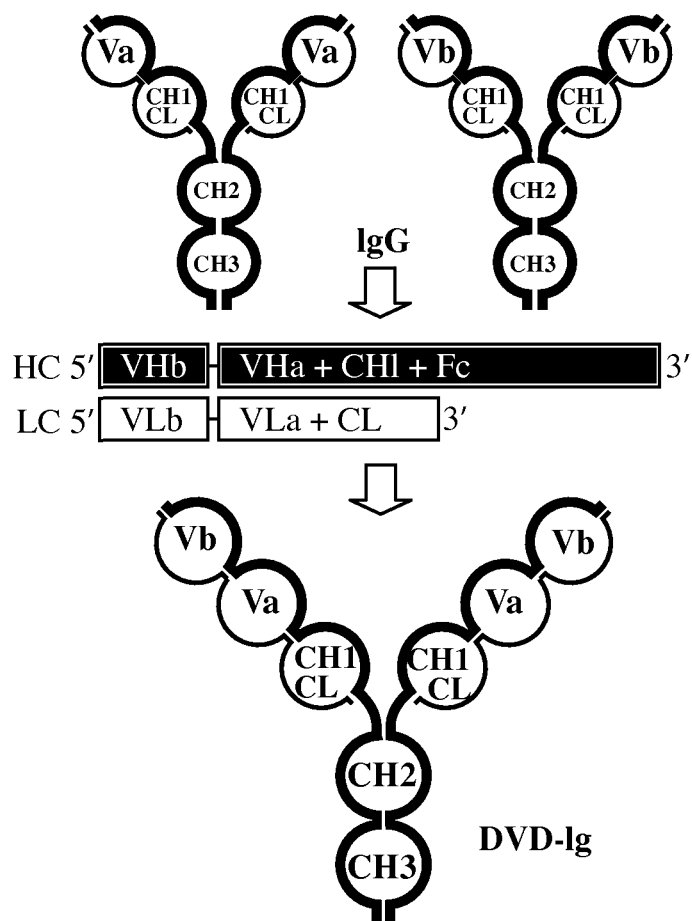 Va Va Vb Vb
CH1 CH1 CH1 CH1
CL CL CL CL
CH2 CH2
IgG
CH3 CH3
HC 5′ VHb VHa + CHl + Fc 3′
LC 5′ VLb VLa + CL 3′
Vb Vb
Va Va
CH1 CH1
CL CL
CH2
DVD-Ig
CH3